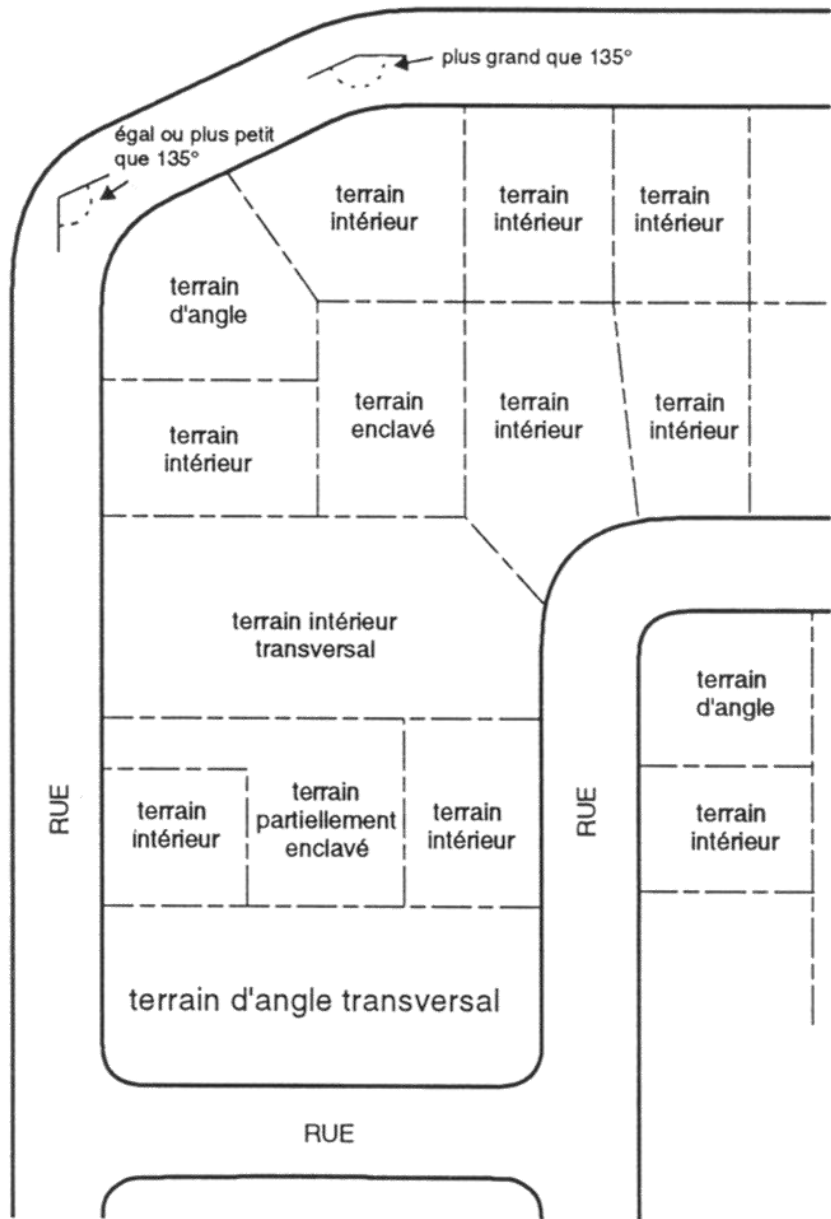 plus grand que 135°
égal ou plus petit
que 135°
terrain
intérieur
terrain
intérieur
terrain
intérieur
terrain
d'angle
terrain
enclavé
terrain
intérieur
terrain
intérieur
terrain
intérieur
terrain intérieur
transversal
terrain
d'angle
RUE
terrain
intérieur
terrain
partiellement
enclavé
terrain
intérieur
RUE
terrain
intérieur
terrain d'angle transversal
RUE